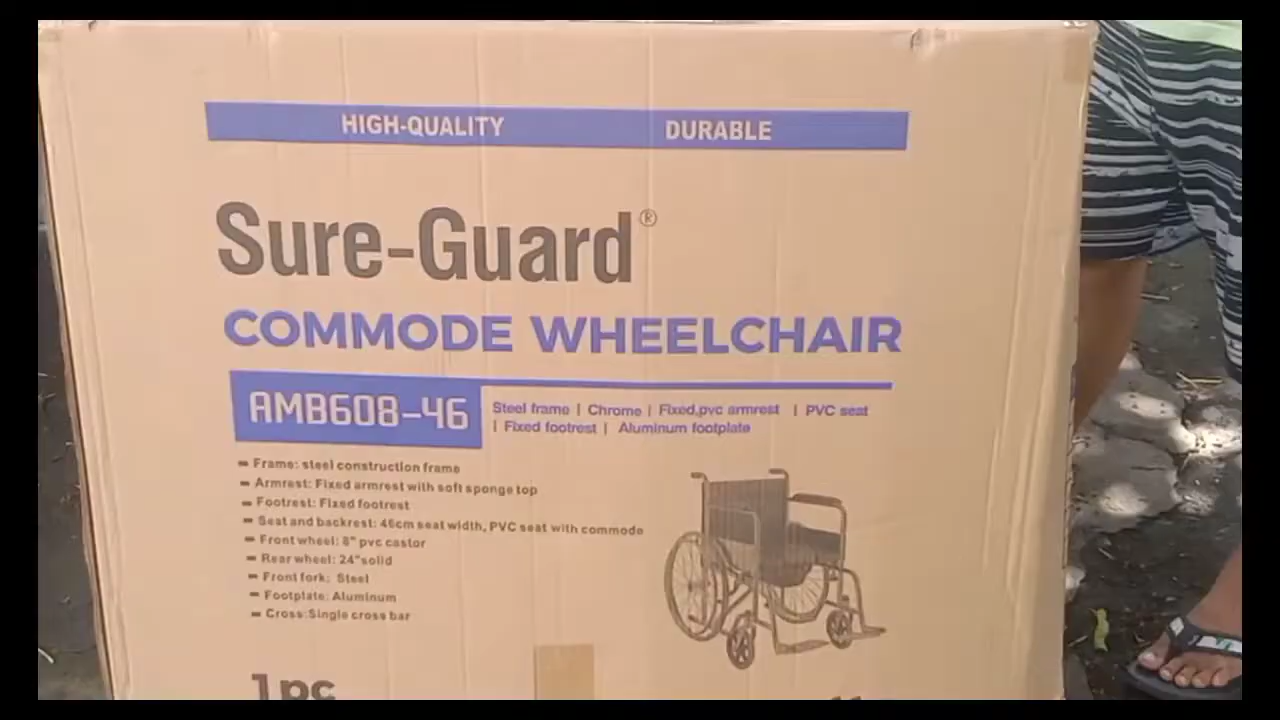 HIGH-QUALITY DURABLE
Sure-Guard®
COMMODE WHEELCHAIR
AMB608-46
Steel frame | Chrome | Fixed,pvc armrest | PVC seat
| Fixed footrest | Aluminum footplate
Frame: steel construction frame
Armrest: Fixed armrest with soft sponge top
Footrest: Fixed footrest
Seat and backrest: 46cm seat width, PVC seat with commode
Front wheel: 8" pvc castor
Rear wheel: 24"solid
Front fork: Steel
Footplate: Aluminum
Cross:Single cross bar
1pc